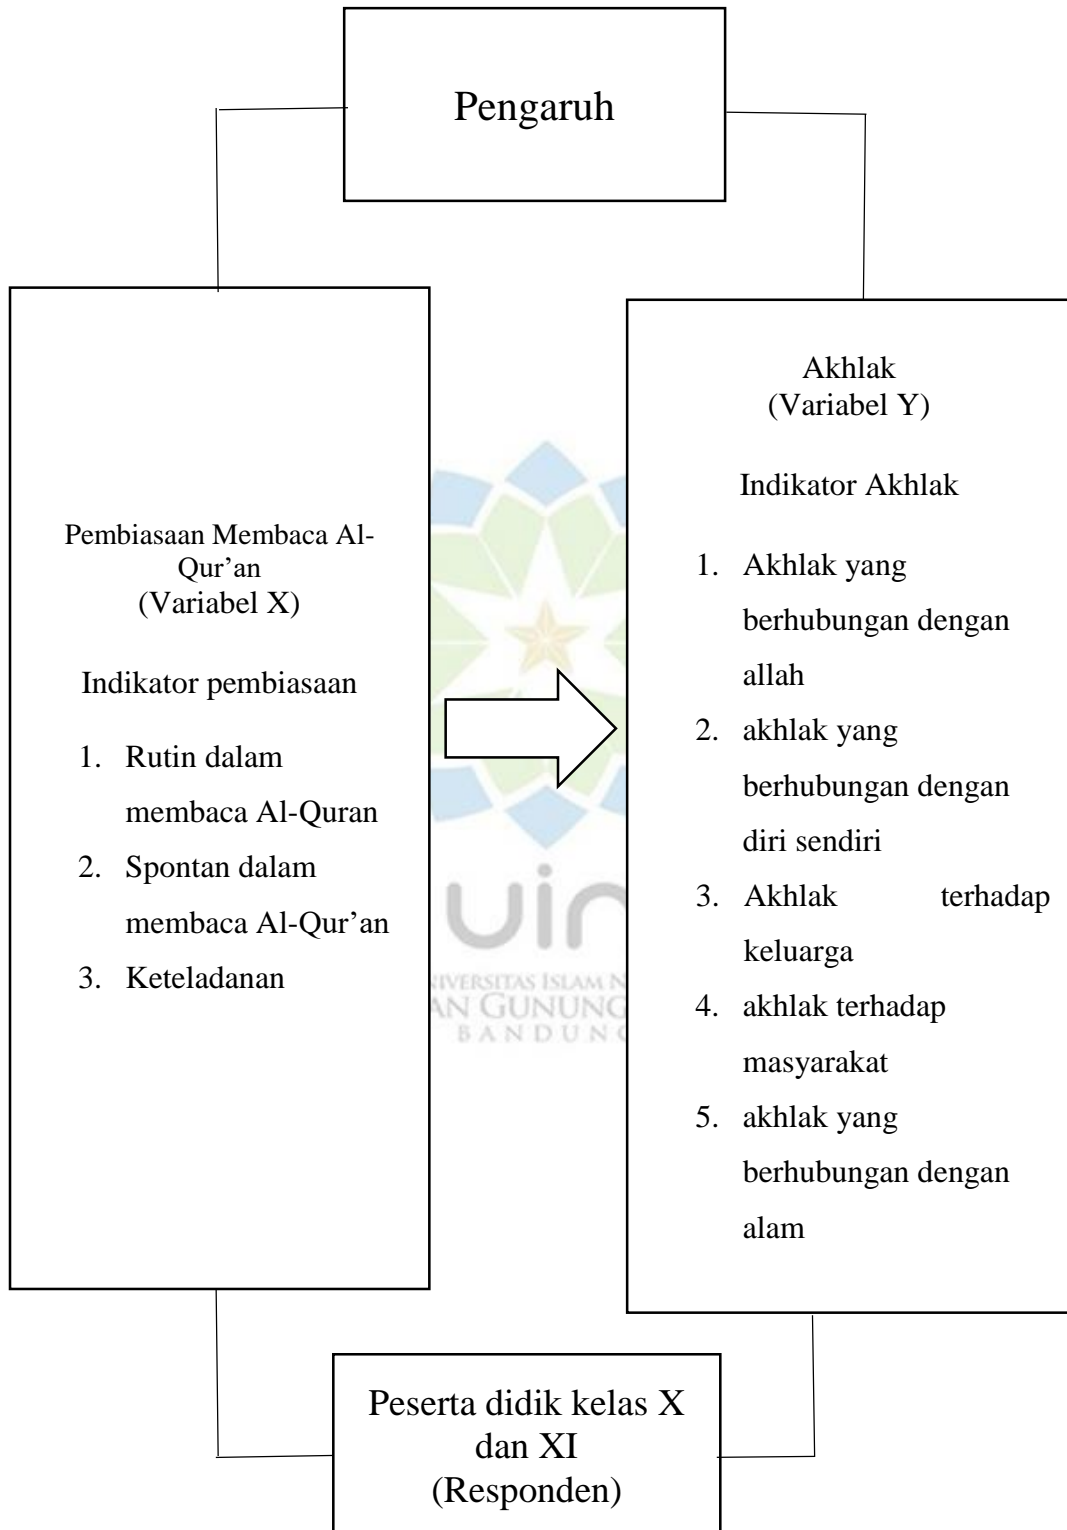 Pengaruh
Pembiasaan Membaca Al-
Qur’an
(Variabel X)
Indikator pembiasaan
1. Rutin dalam
membaca Al-Quran
2. Spontan dalam
membaca Al-Qur’an
3. Keteladanan
Akhlak
(Variabel Y)
Indikator Akhlak
1. Akhlak yang
berhubungan dengan
allah
2. akhlak yang
berhubungan dengan
diri sendiri
3. Akhlak terhadap
keluarga
4. akhlak terhadap
masyarakat
5. akhlak yang
berhubungan dengan
alam
ISLAM
GUNUNG
Peserta didik kelas X
dan XI
(Responden)